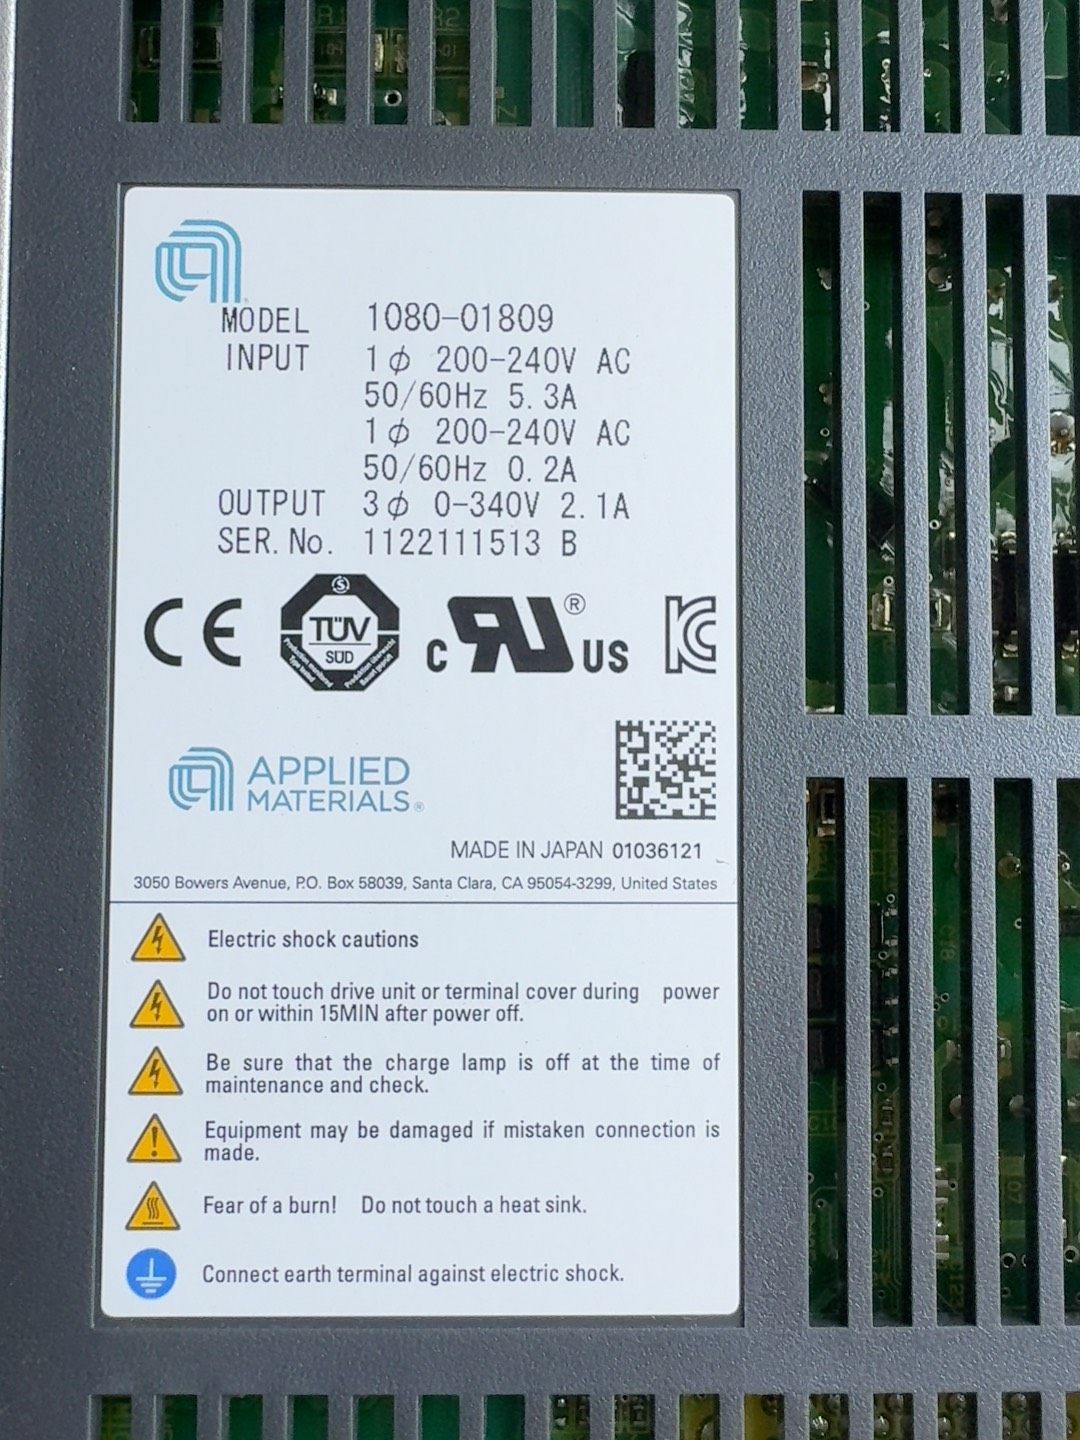 MODEL 1080-01809
INPUT 1ϕ 200-240V AC
50/60Hz 5.3A
1ϕ 200-240V AC
50/60Hz 0.2A
OUTPUT 3ϕ 0-340V 2.1A
SER.No. 1122111513 B
CE
TÜV
SÜD
c RU ® US
KC
APPLIED
MATERIALS®
MADE IN JAPAN 01036121
3050 Bowers Avenue, P.O. Box 58039, Santa Clara, CA 95054-3299, United States
Electric shock cautions
Do not touch drive unit or terminal cover during power
on or within 15MIN after power off.
Be sure that the charge lamp is off at the time of
maintenance and check.
Equipment may be damaged if mistaken connection is
made.
Fear of a burn! Do not touch a heat sink.
Connect earth terminal against electric shock.